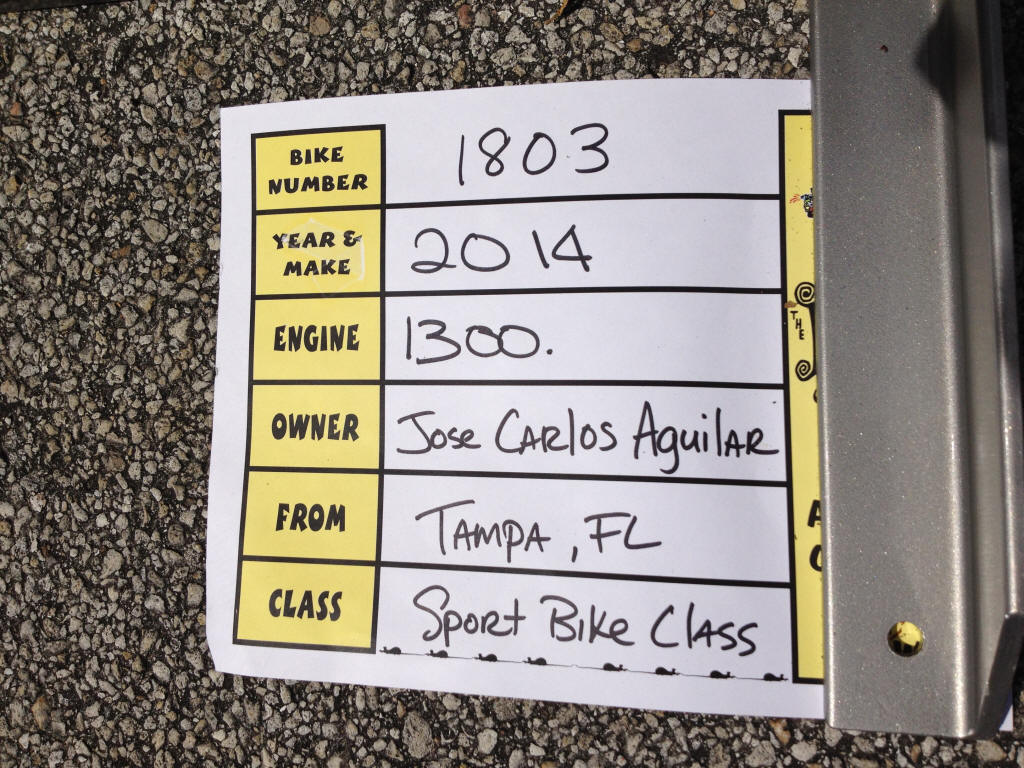 BIKE NUMBER 1803
YEAR & MAKE 2014
ENGINE 1300.
OWNER Jose CARlos AguilAR
FROM TAMPA, FL
CLASS Sport Bike Class
THE